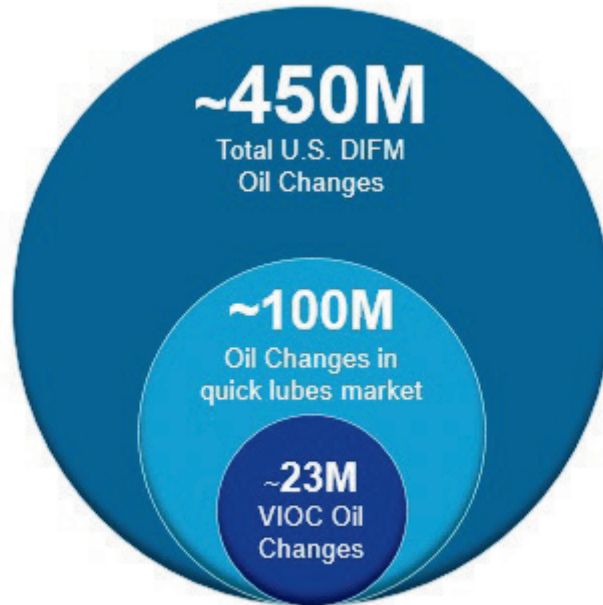 ~450M
Total U.S. DIFM
Oil Changes
~100M
Oil Changes in
quick lubes market
~23M
VIOC Oil
Changes